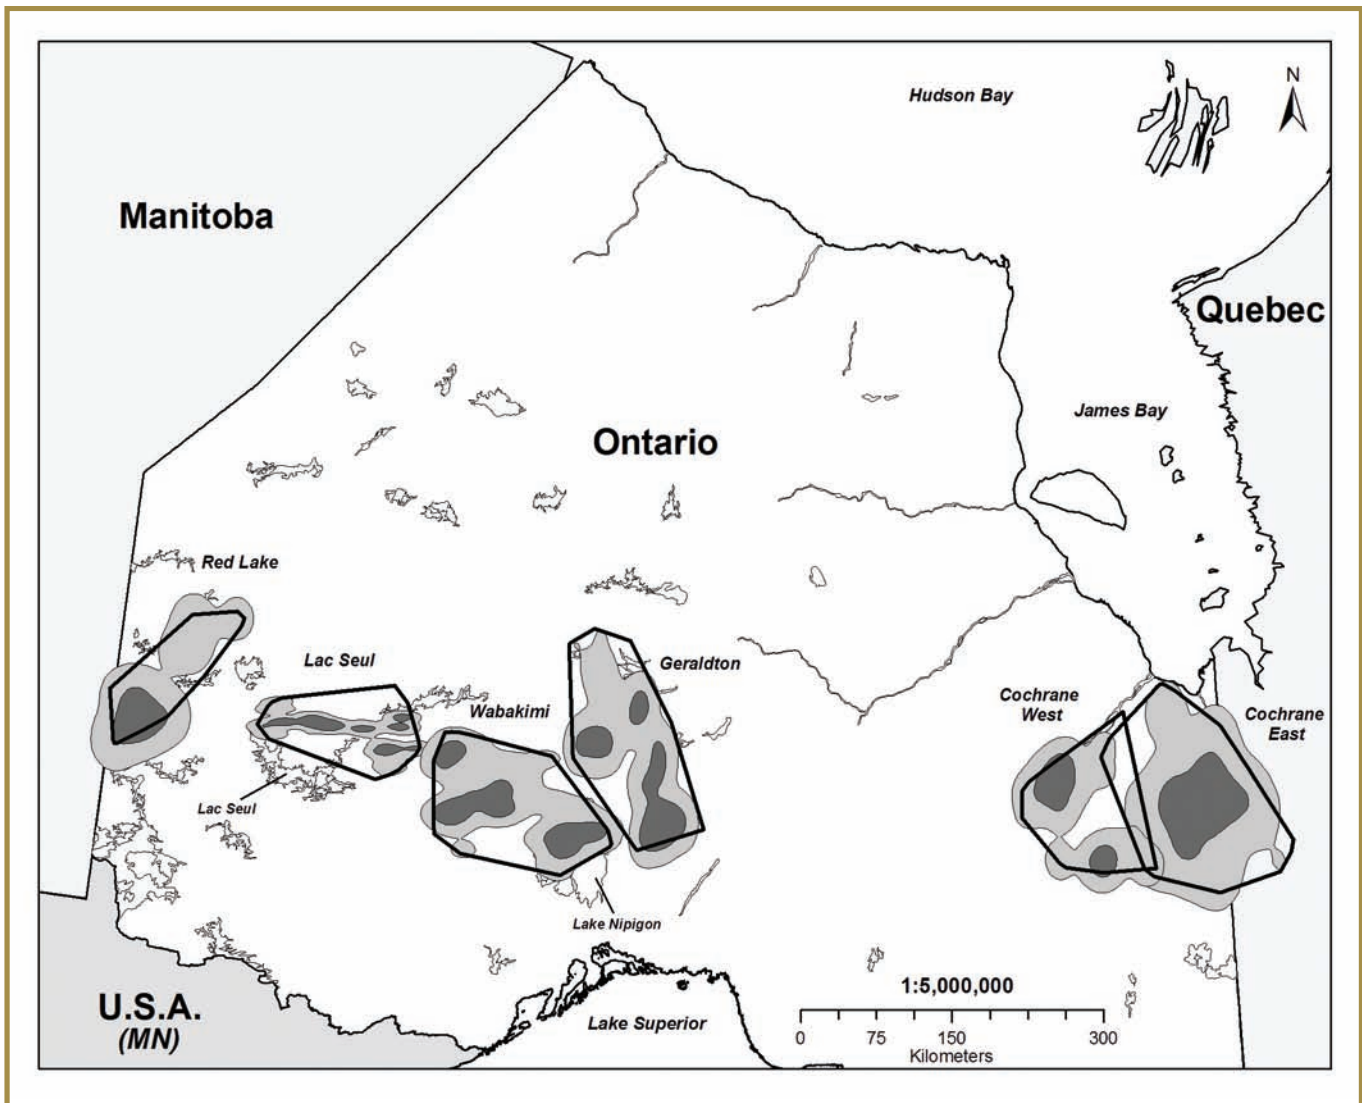 Hudson Bay
N
Manitoba
Quebec
James Bay
Ontario
Red Lake
Lac Seul
Geraldton
Wabakimi
Cochrane
West
Cochrane
East
Lac Seul
Lake Nipigon
1:5,000,000
U.S.A.
(MN)
Lake Superior
0 75 150 300
Kilometers